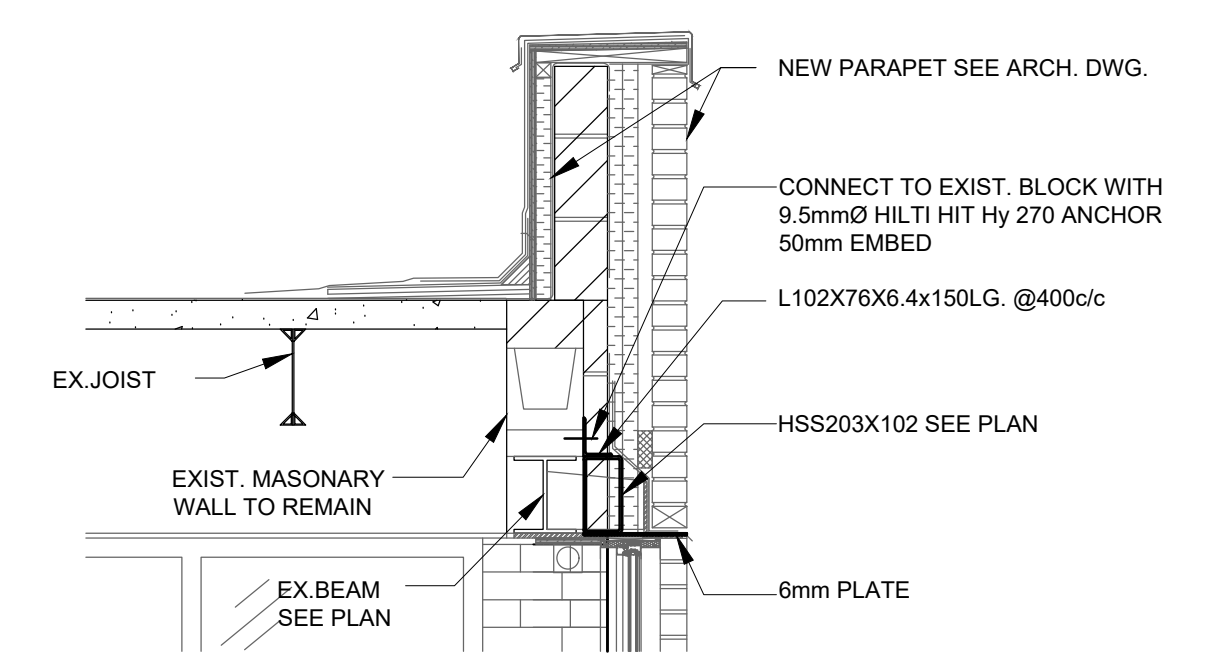 NEW PARAPET SEE ARCH. DWG.
CONNECT TO EXIST. BLOCK WITH
9.5mmØ HILTI HIT Hy 270 ANCHOR
50mm EMBED
L102X76X6.4x150LG. @400c/c
EX.JOIST
HSS203X102 SEE PLAN
EXIST. MASONARY
WALL TO REMAIN
EX.BEAM
SEE PLAN
6mm PLATE